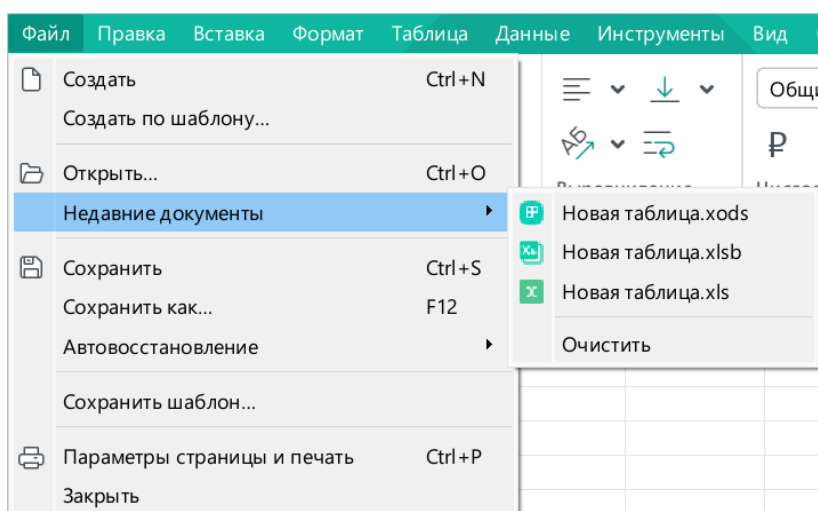 Файл Правка Вставка Формат Таблица Данные Инструменты Вид
Создать Ctrl+N
Создать по шаблону...
Открыть... Ctrl+O
Недавние документы
Сохранить Ctrl+S
Сохранить как... F12
Автовосстановление
Сохранить шаблон...
Параметры страницы и печать Ctrl+P
Закрыть
АБ
Общи
₽
Новая таблица.xods
Новая таблица.xlsb
Новая таблица.xls
Очистить